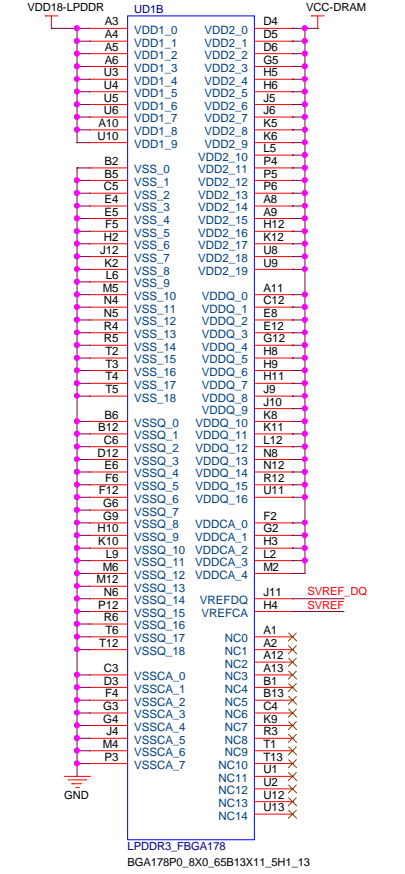 VDD18-LPDDR
UD1B
VCC-DRAM
A3 VDD1_0
A4 VDD1_1
A5 VDD1_2
A6 VDD1_3
U3 VDD1_4
U4 VDD1_5
U5 VDD1_6
U6 VDD1_7
A10 VDD1_8
U10 VDD1_9
B2 VSS_0
B5 VSS_1
C5 VSS_2
E4 VSS_3
E5 VSS_4
F5 VSS_5
H2 VSS_6
J12 VSS_7
K2 VSS_8
L6 VSS_9
M5 VSS_10
N4 VSS_11
N5 VSS_12
R4 VSS_13
R5 VSS_14
T2 VSS_15
T3 VSS_16
T4 VSS_17
T5 VSS_18
B6 VSSQ_0
B12 VSSQ_1
C6 VSSQ_2
D12 VSSQ_3
E6 VSSQ_4
F6 VSSQ_5
F12 VSSQ_6
G6 VSSQ_7
G9 VSSQ_8
H10 VSSQ_9
K10 VSSQ_10
L9 VSSQ_11
M6 VSSQ_12
M12 VSSQ_13
N6 VSSQ_14
P12 VSSQ_15
R6 VSSQ_16
T6 VSSQ_17
T12 VSSQ_18
C3 VSSCA_0
D3 VSSCA_1
F4 VSSCA_2
G3 VSSCA_3
G4 VSSCA_4
J4 VSSCA_5
M4 VSSCA_6
P3 VSSCA_7
GND
VDD2_0 D4
VDD2_1 D5
VDD2_2 D6
VDD2_3 G5
VDD2_4 H5
VDD2_5 H6
VDD2_6 J5
VDD2_7 J6
VDD2_8 K5
VDD2_9 K6
VDD2_10 L5
VDD2_11 P4
VDD2_12 P5
VDD2_13 P6
VDD2_14 A8
VDD2_15 A9
VDD2_16 H12
VDD2_17 K12
VDD2_18 U8
VDD2_19 U9
VDDQ_0 A11
VDDQ_1 C12
VDDQ_2 E8
VDDQ_3 E12
VDDQ_4 G12
VDDQ_5 H8
VDDQ_6 H9
VDDQ_7 H11
VDDQ_8 J9
VDDQ_9 J10
VDDQ_10 K8
VDDQ_11 K11
VDDQ_12 L12
VDDQ_13 N8
VDDQ_14 N12
VDDQ_15 R12
VDDQ_16 U11
VDDCA_0 F2
VDDCA_1 G2
VDDCA_2 H3
VDDCA_3 L2
VDDCA_4 M2
VREFDQ J11 SVREF_DQ
VREFCA H4 SVREF
NC0 A1
NC1 A2
NC2 A12
NC3 A13
NC4 B1
NC5 B13
NC6 C4
NC7 K9
NC8 R3
NC9 T1
NC10 T13
NC11 U1
NC12 U2
NC13 U12
NC14 U13
LPDDR3_FBGA178
BGA178P0_8X0_65B13X11_5H1_13